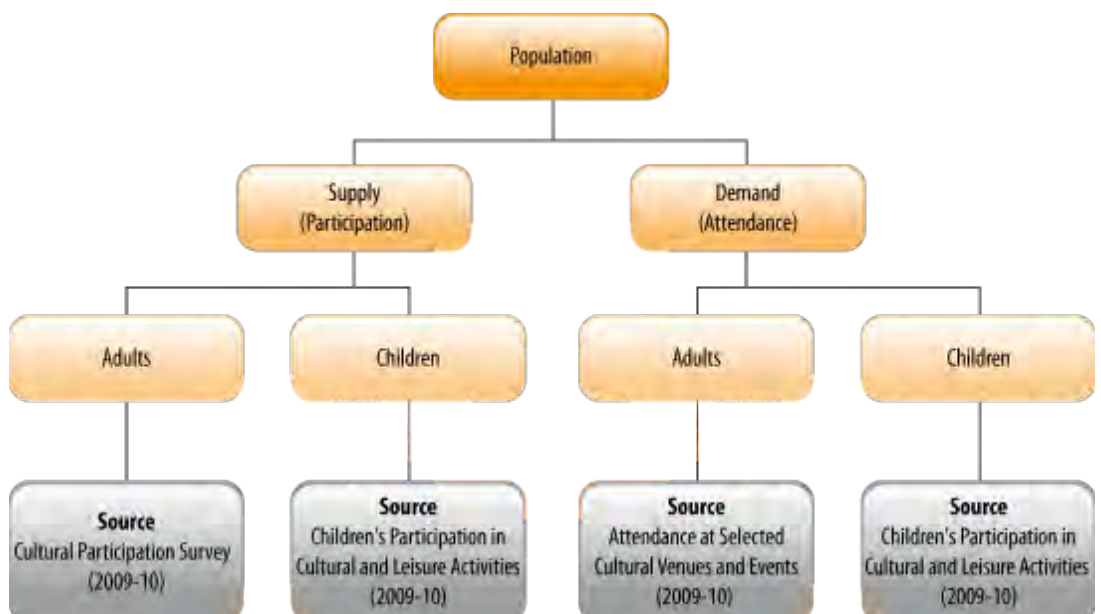 Population
Supply
(Participation)
Demand
(Attendance)
Adults
Children
Adults
Children
Source
Cultural Participation Survey
(2009-10)
Source
Children's Participation in
Cultural and Leisure Activities
(2009-10)
Source
Attendance at Selected
Cultural Venues and Events
(2009-10)
Source
Children's Participation in
Cultural and Leisure Activities
(2009-10)